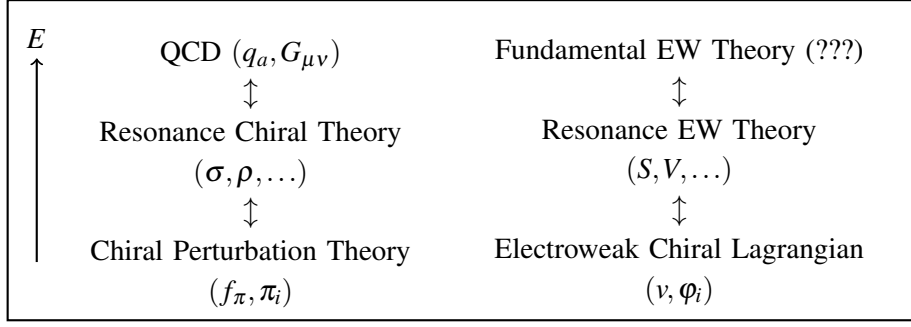 E
QCD (q_a, G_μν) Fundamental EW Theory (???)
↕ ↕
Resonance Chiral Theory Resonance EW Theory
(σ, ρ, …) (S, V, …)
↕ ↕
Chiral Perturbation Theory Electroweak Chiral Lagrangian
(f_π, π_i) (v, φ_i)